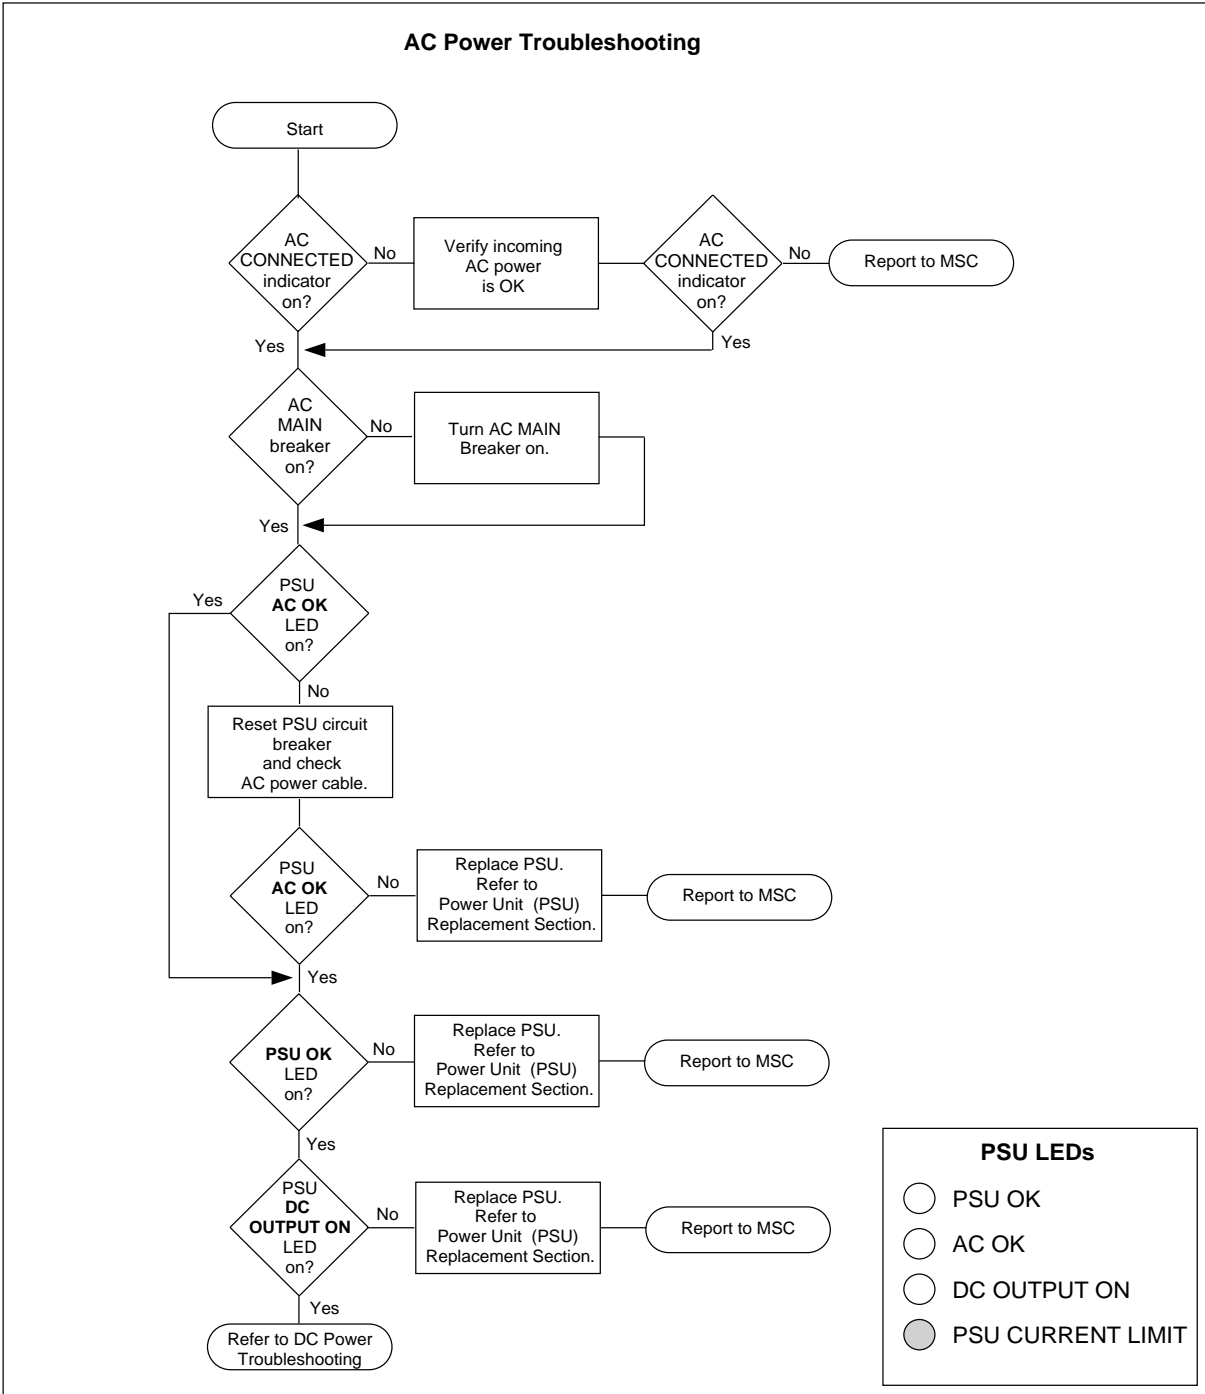 AC Power Troubleshooting
Start
AC
CONNECTED
indicator
on?
No
Verify incoming
AC power
is OK
AC
CONNECTED
indicator
on?
No
Report to MSC
Yes
Yes
AC
MAIN
breaker
on?
No
Turn AC MAIN
Breaker on.
Yes
PSU
AC OK
LED
on?
Yes
No
Reset PSU circuit
breaker
and check
AC power cable.
PSU
AC OK
LED
on?
No
Replace PSU.
Refer to
Power Unit (PSU)
Replacement Section.
Report to MSC
Yes
PSU OK
LED
on?
No
Replace PSU.
Refer to
Power Unit (PSU)
Replacement Section.
Report to MSC
Yes
PSU
DC
OUTPUT ON
LED
on?
No
Replace PSU.
Refer to
Power Unit (PSU)
Replacement Section.
Report to MSC
Yes
Refer to DC Power
Troubleshooting
PSU LEDs
PSU OK
AC OK
DC OUTPUT ON
PSU CURRENT LIMIT